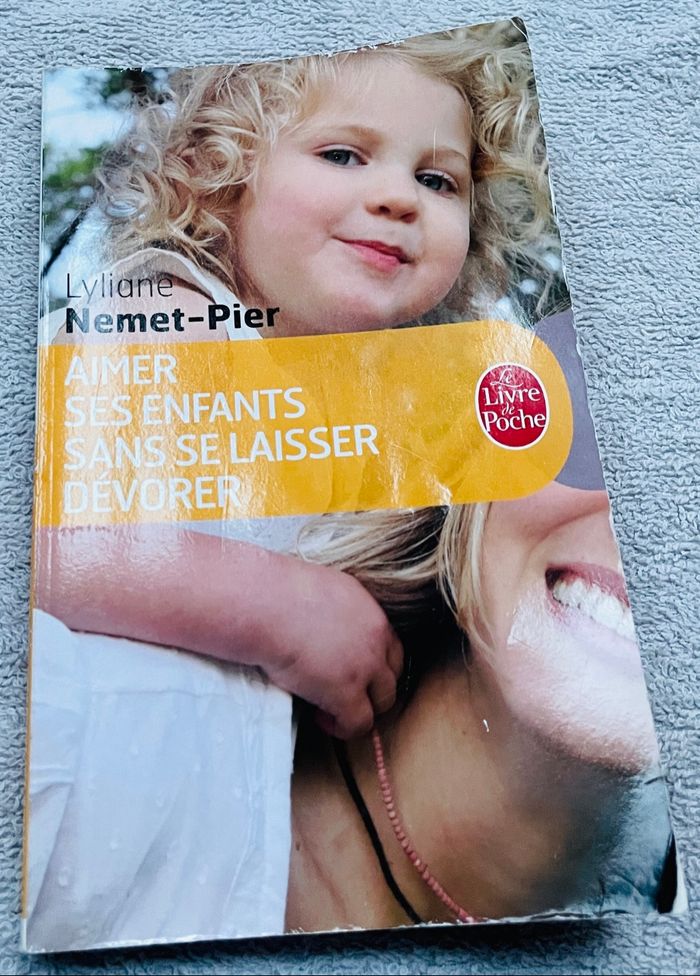 Lyliane
Nemet-Pier
AIMER
SES ENFANTS
SANS SE LAISSER
DÉVORER
Le
Livre
de
Poche